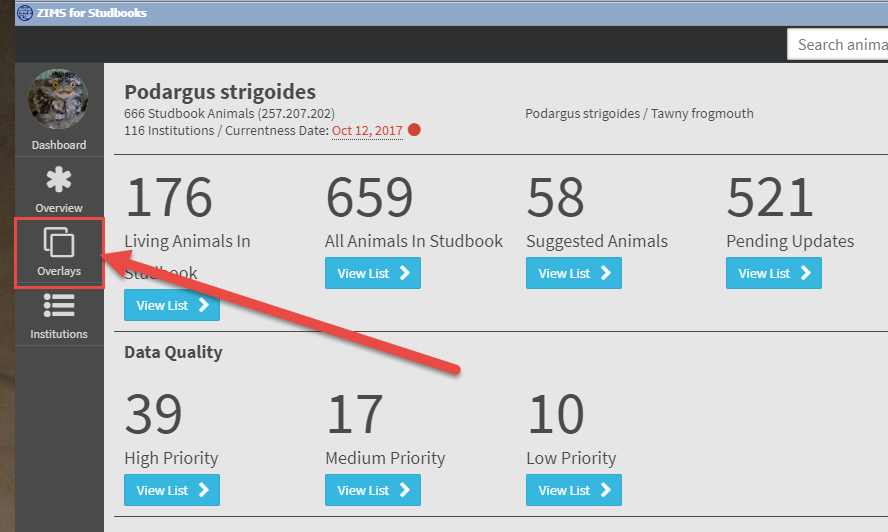 ZIMS for Studbooks
Search anima
Dashboard
Overview
Overlays
Institutions
Podargus strigoides
666 Studbook Animals (257.207.202)
116 Institutions / Currentness Date: Oct 12, 2017
Podargus strigoides / Tawny frogmouth
176
Living Animals In
Studbook
View List
659
All Animals In Studbook
View List
58
Suggested Animals
View List
521
Pending Updates
View List
Data Quality
39
High Priority
View List
17
Medium Priority
View List
10
Low Priority
View List